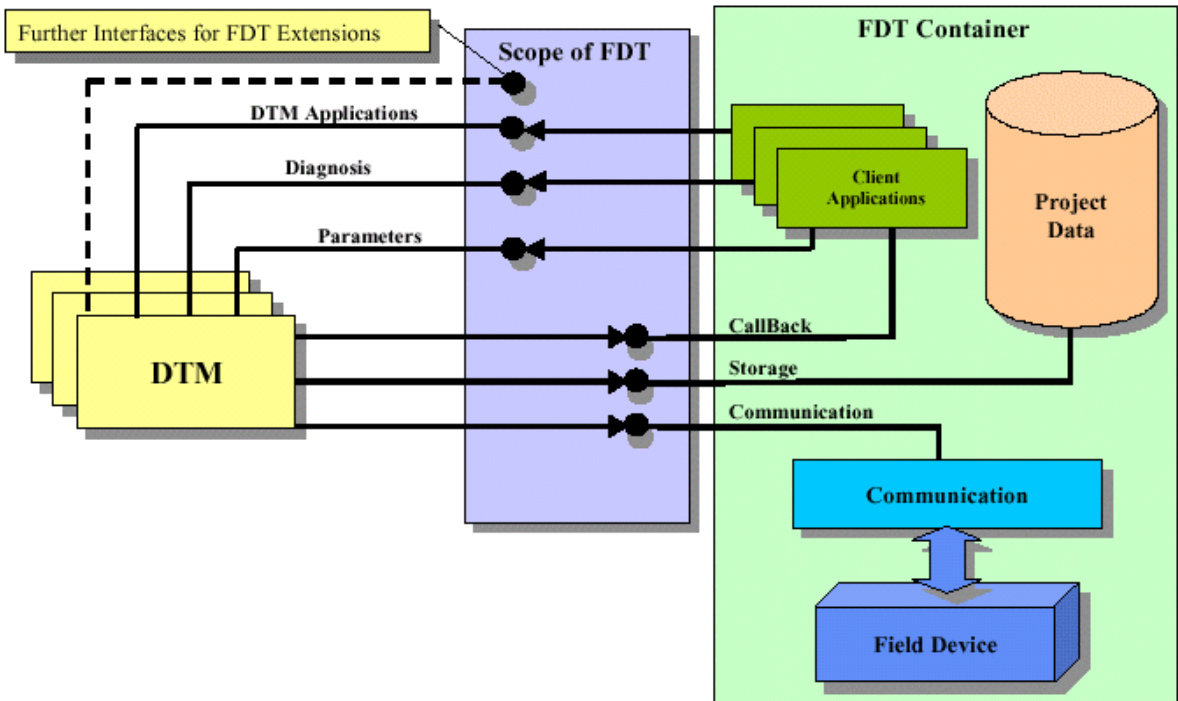 Further Interfaces for FDT Extensions
Scope of FDT
FDT Container
DTM Applications
Diagnosis
Parameters
Client
Applications
Project
Data
DTM
CallBack
Storage
Communication
Communication
Field Device